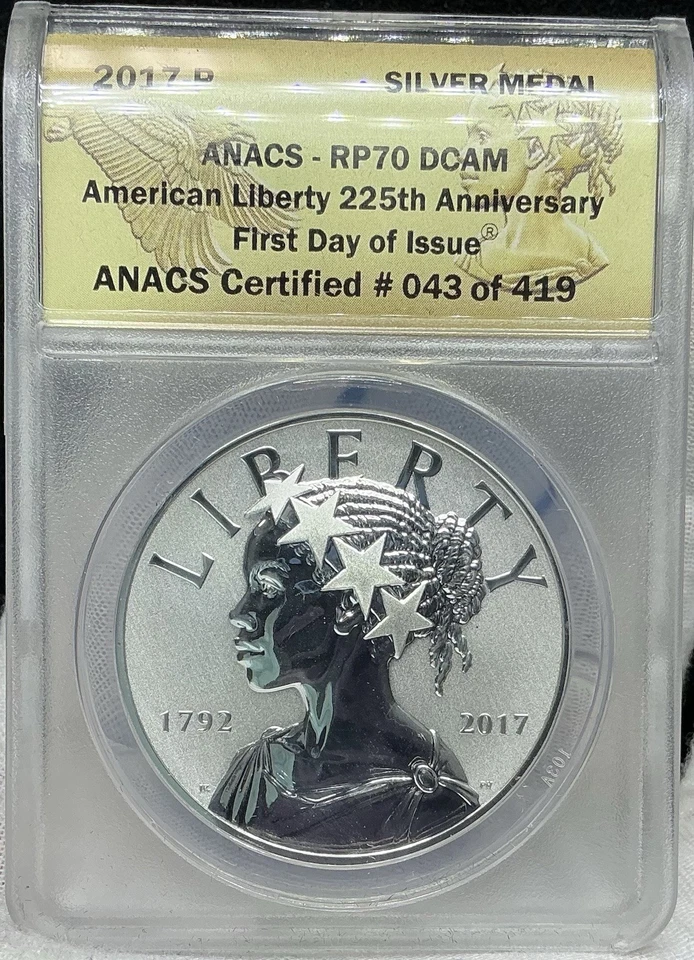 2017 P SILVER MEDAL
ANACS - RP70 DCAM
American Liberty 225th Anniversary
First Day of Issue®
ANACS Certified # 043 of 419
LIBERTY
1792 2017